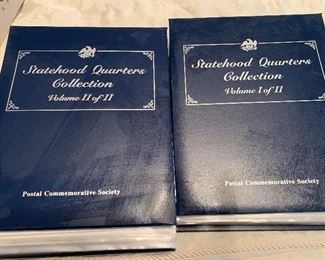 Statehood Quarters
Collection
Volume II of II
Postal Commemorative Society
Statehood Quarters
Collection
Volume I of II
Postal Commemorative Society